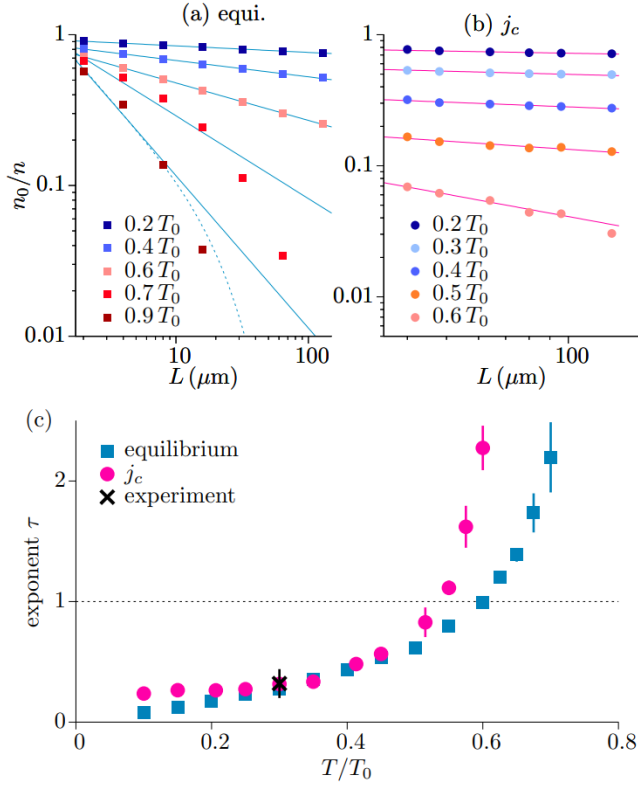 (a) equi.
(b) j_c
n_0/n
1
0.1
0.01
10
100
L (μm)
0.2 T_0
0.4 T_0
0.6 T_0
0.7 T_0
0.9 T_0
1
0.1
0.01
100
L (μm)
0.2 T_0
0.3 T_0
0.4 T_0
0.5 T_0
0.6 T_0
(c)
equilibrium
j_c
experiment
exponent τ
2
1
0
0
0.2
0.4
0.6
0.8
T/T_0